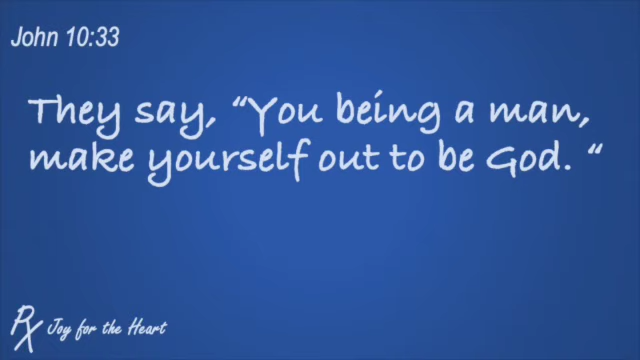 John 10:33
They say, “You being a man,
make yourself out to be God. “
Rx Joy for the Heart